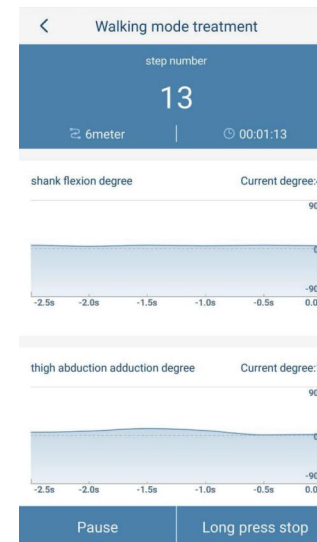 Walking mode treatment
step number
13
6meter
00:01:13
shank flexion degree
Current degree:
90
0
-90
-2.5s -2.0s -1.5s -1.0s -0.5s 0.0
thigh abduction adduction degree
Current degree:
90
0
-90
-2.5s -2.0s -1.5s -1.0s -0.5s 0.0
Pause
Long press stop